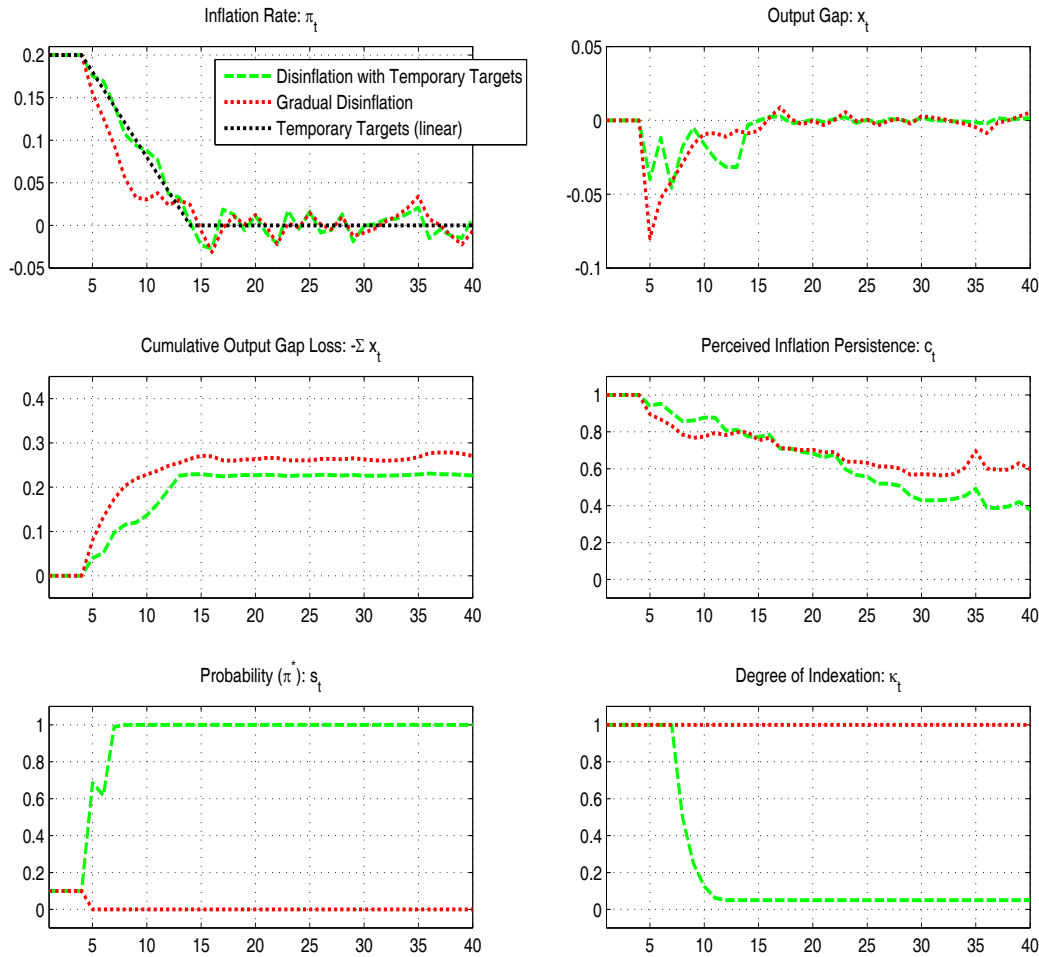 Inflation Rate: π_t
0.2
0.15
0.1
0.05
0
-0.05
5 10 15 20 25 30 35 40
Disinflation with Temporary Targets
Gradual Disinflation
Temporary Targets (linear)
Output Gap: x_t
0.05
0
-0.05
-0.1
5 10 15 20 25 30 35 40
Cumulative Output Gap Loss: -Σ x_t
0.4
0.3
0.2
0.1
0
5 10 15 20 25 30 35 40
Perceived Inflation Persistence: c_t
1
0.8
0.6
0.4
0.2
0
5 10 15 20 25 30 35 40
Probability (π*): s_t
1
0.8
0.6
0.4
0.2
0
5 10 15 20 25 30 35 40
Degree of Indexation: κ_t
1
0.8
0.6
0.4
0.2
0
5 10 15 20 25 30 35 40